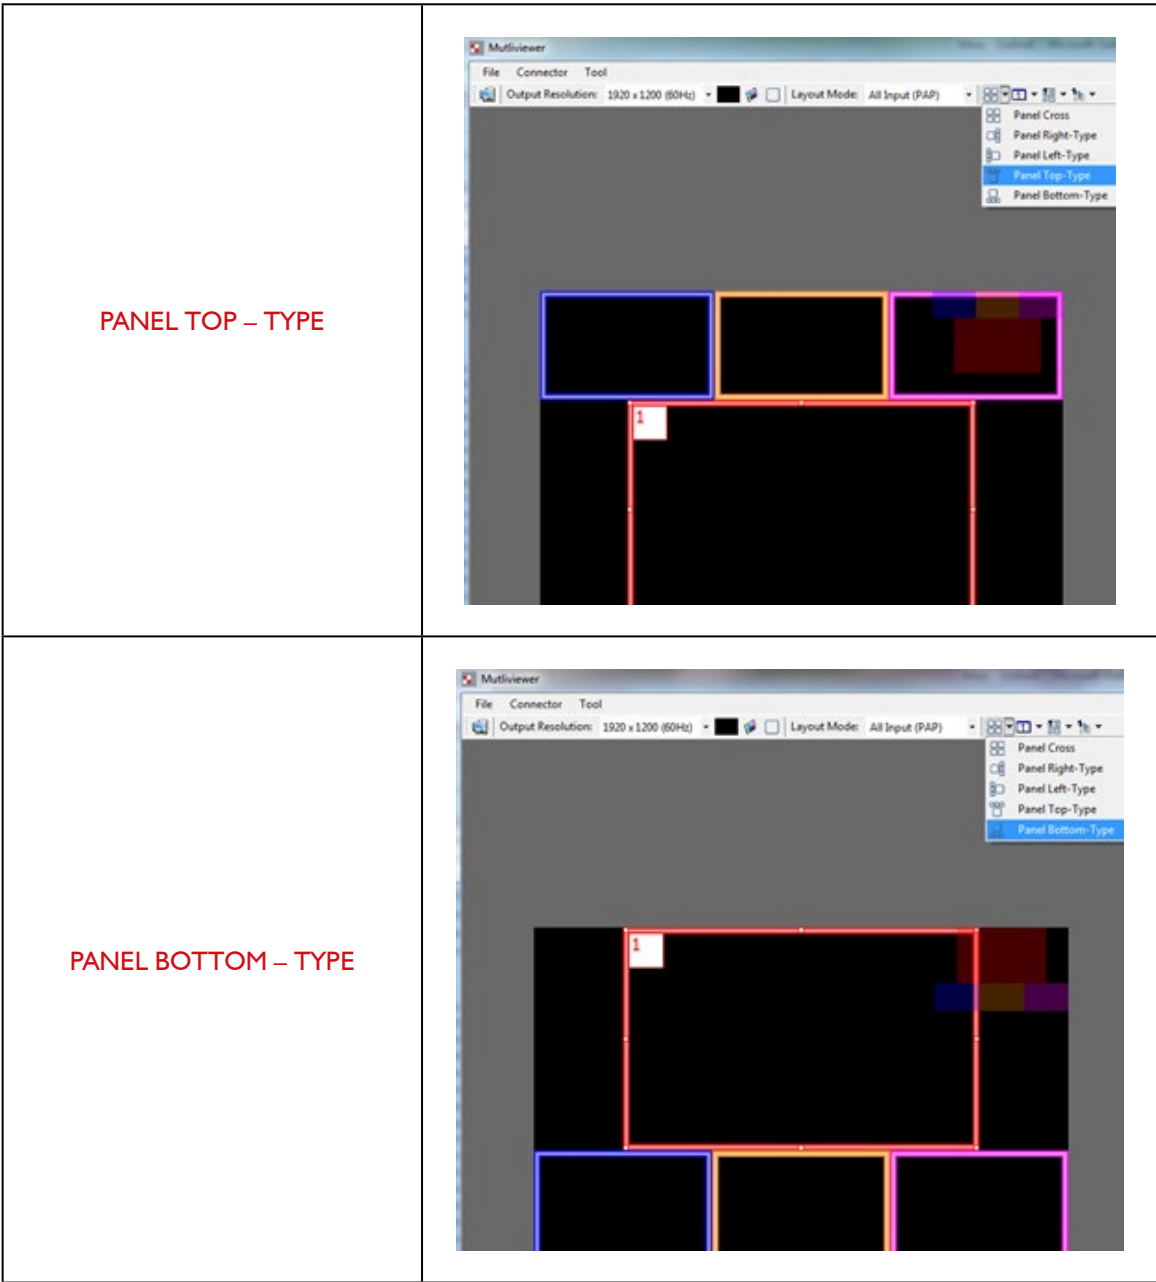 PANEL TOP – TYPE
Mutliviewer
File Connector Tool
Output Resolution: 1920 x 1200 (60Hz) Layout Mode: All Input (PAP)
Panel Cross
Panel Right-Type
Panel Left-Type
Panel Top-Type
Panel Bottom-Type
1
PANEL BOTTOM – TYPE
Mutliviewer
File Connector Tool
Output Resolution: 1920 x 1200 (60Hz) Layout Mode: All Input (PAP)
Panel Cross
Panel Right-Type
Panel Left-Type
Panel Top-Type
Panel Bottom-Type
1